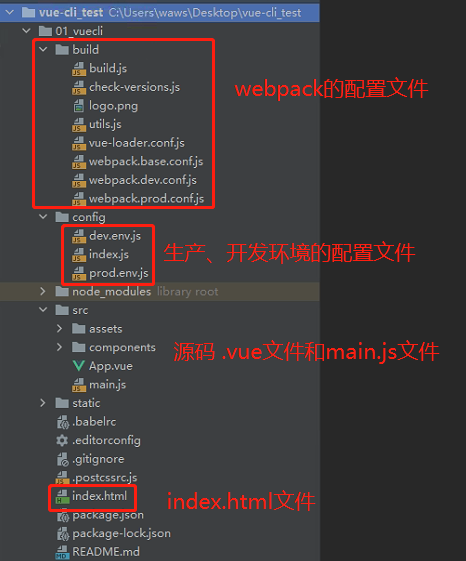 vue-cli_test C:\Users\waws\Desktop\vue-cli_test
01_vuecli
build
build.js
check-versions.js
webpack的配置文件
logo.png
utils.js
vue-loader.conf.js
webpack.base.conf.js
webpack.dev.conf.js
webpack.prod.conf.js
config
dev.env.js
index.js
生产、开发环境的配置文件
prod.env.js
node_modules library root
src
assets
components
源码 .vue文件和main.js文件
App.vue
main.js
static
.babelrc
.editorconfig
.gitignore
.postcssrc.js
index.html
index.html文件
package.json
package-lock.json
README.md